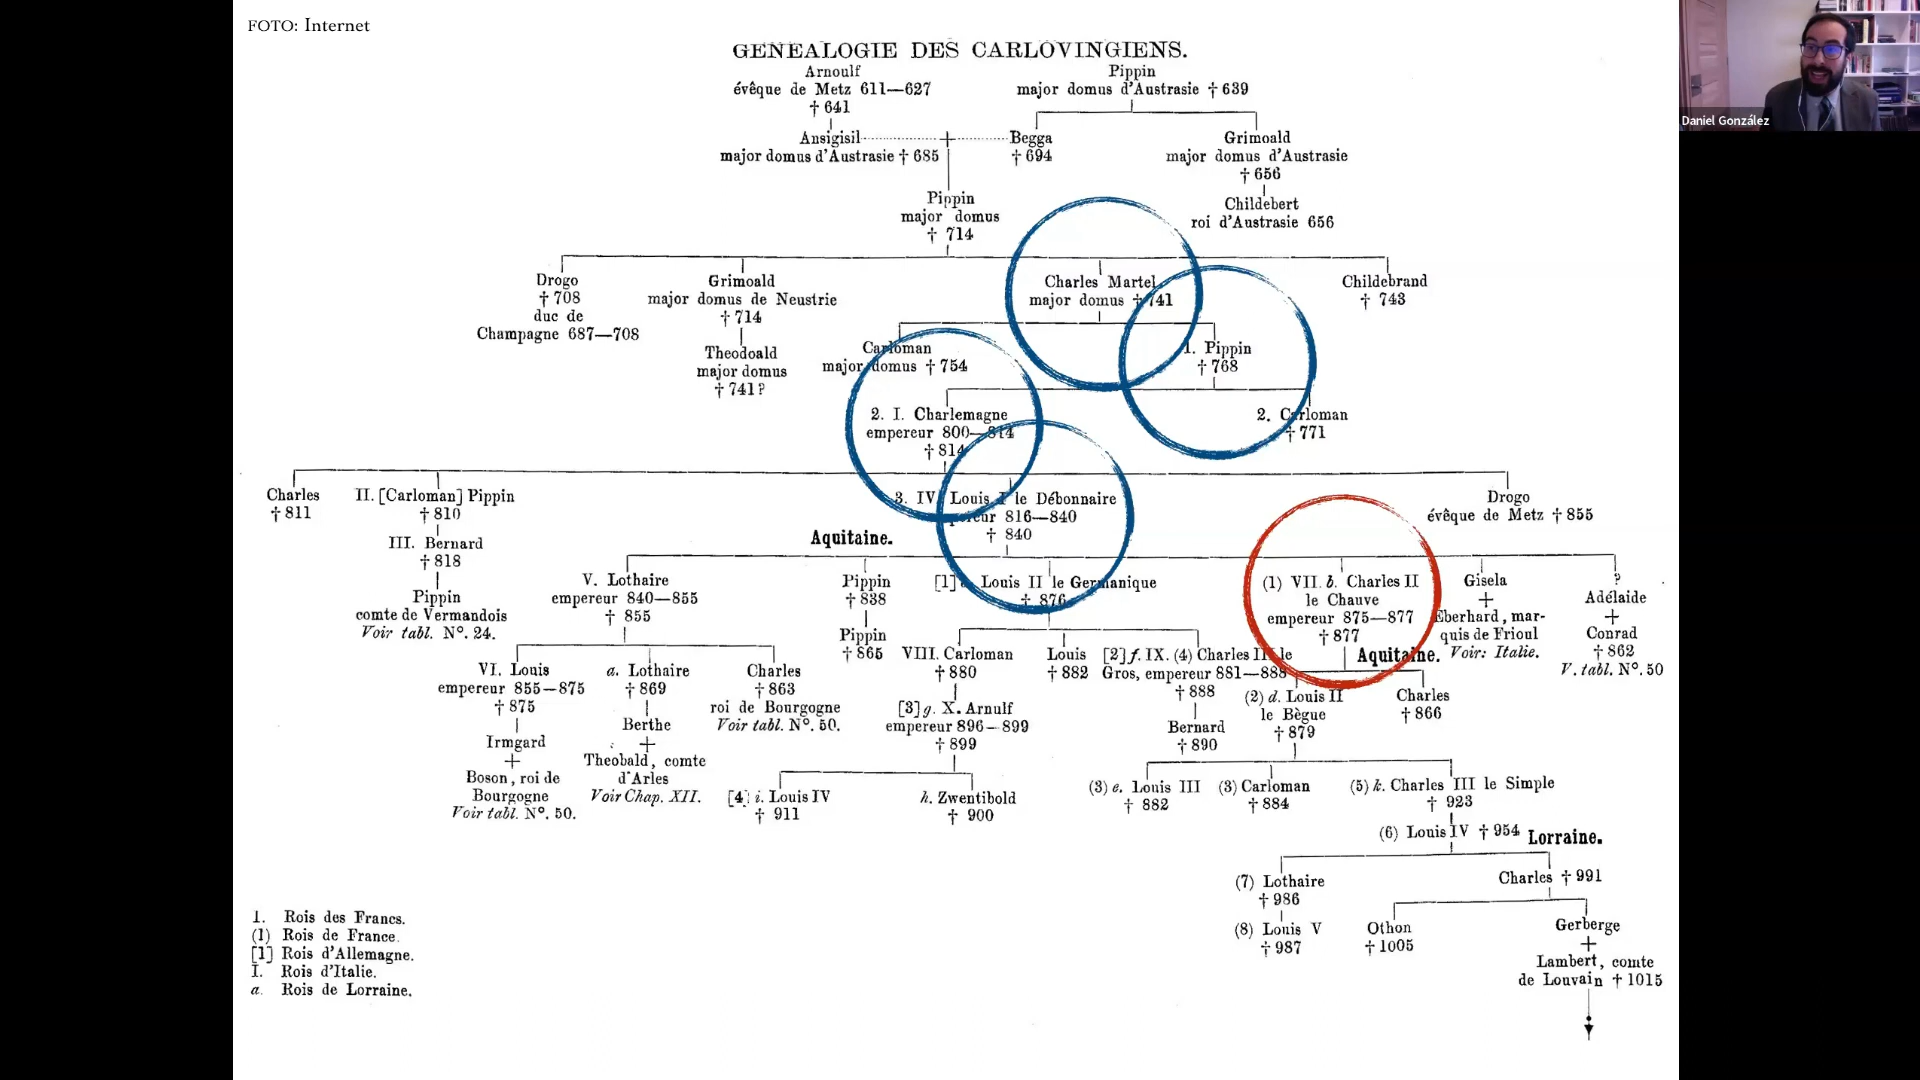 FOTO: Internet
Daniel González
GENEALOGIE DES CARLOVINGIENS.
Arnoulf
évêque de Metz 611—627
† 641
Pippin
major domus d'Austrasie † 639
Ansigisil
major domus d'Austrasie † 685
+
Begga
† 694
Grimoald
major domus d'Austrasie
† 656
Childebert
roi d'Austrasie 656
Pippin
major domus
† 714
Drogo
† 708
duc de
Champagne 687—708
Grimoald
major domus de Neustrie
† 714
Theodoald
major domus
† 741?
Charles Martel
major domus † 741
Childebrand
† 743
Carloman
major domus † 754
1. Pippin
† 768
2. I. Charlemagne
empereur 800—814
† 814
2. Carloman
† 771
Charles
† 811
II. [Carloman] Pippin
† 810
III. Bernard
† 818
Pippin
comte de Vermandois
Voir tabl. N°. 24.
3. IV. Louis I le Débonnaire
empereur 816—840
† 840
Drogo
évêque de Metz † 855
Aquitaine.
V. Lothaire
empereur 840—855
† 855
Pippin
† 838
Pippin
† 865
[1] Louis II le Germanique
† 876
(1) VII. b. Charles II
le Chauve
empereur 875—877
† 877
Gisela
+
Eberhard, mar-
quis de Frioul
Voir: Italie.
?
Adélaide
+
Conrad
† 862
V. tabl. N°. 50
VI. Louis
empereur 855—875
† 875
Irmgard
+
Boson, roi de
Bourgogne
Voir tabl. N°. 50.
a. Lothaire
† 869
Berthe
+
Theobald, comte
d'Arles
Voir Chap. XII.
Charles
† 863
roi de Bourgogne
Voir tabl. N°. 50.
VIII. Carloman
† 880
[3] g. X. Arnulf
empereur 896—899
† 899
Louis
† 882
[2] f. IX. (4) Charles III le
Gros, empereur 881—888
† 888
Bernard
† 890
Aquitaine.
(2) d. Louis II
le Bègue
† 879
Charles
† 866
[4] i. Louis IV
† 911
h. Zwentibold
† 900
(3) e. Louis III
† 882
(3) Carloman
† 884
(5) k. Charles III le Simple
† 923
(6) Louis IV † 954
Lorraine.
(7) Lothaire
† 986
(8) Louis V
† 987
Charles † 991
Othon
† 1005
Gerberge
+
Lambert, comte
de Louvain † 1015
1. Rois des Francs.
(1) Rois de France.
[1] Rois d'Allemagne.
I. Rois d'Italie.
a. Rois de Lorraine.